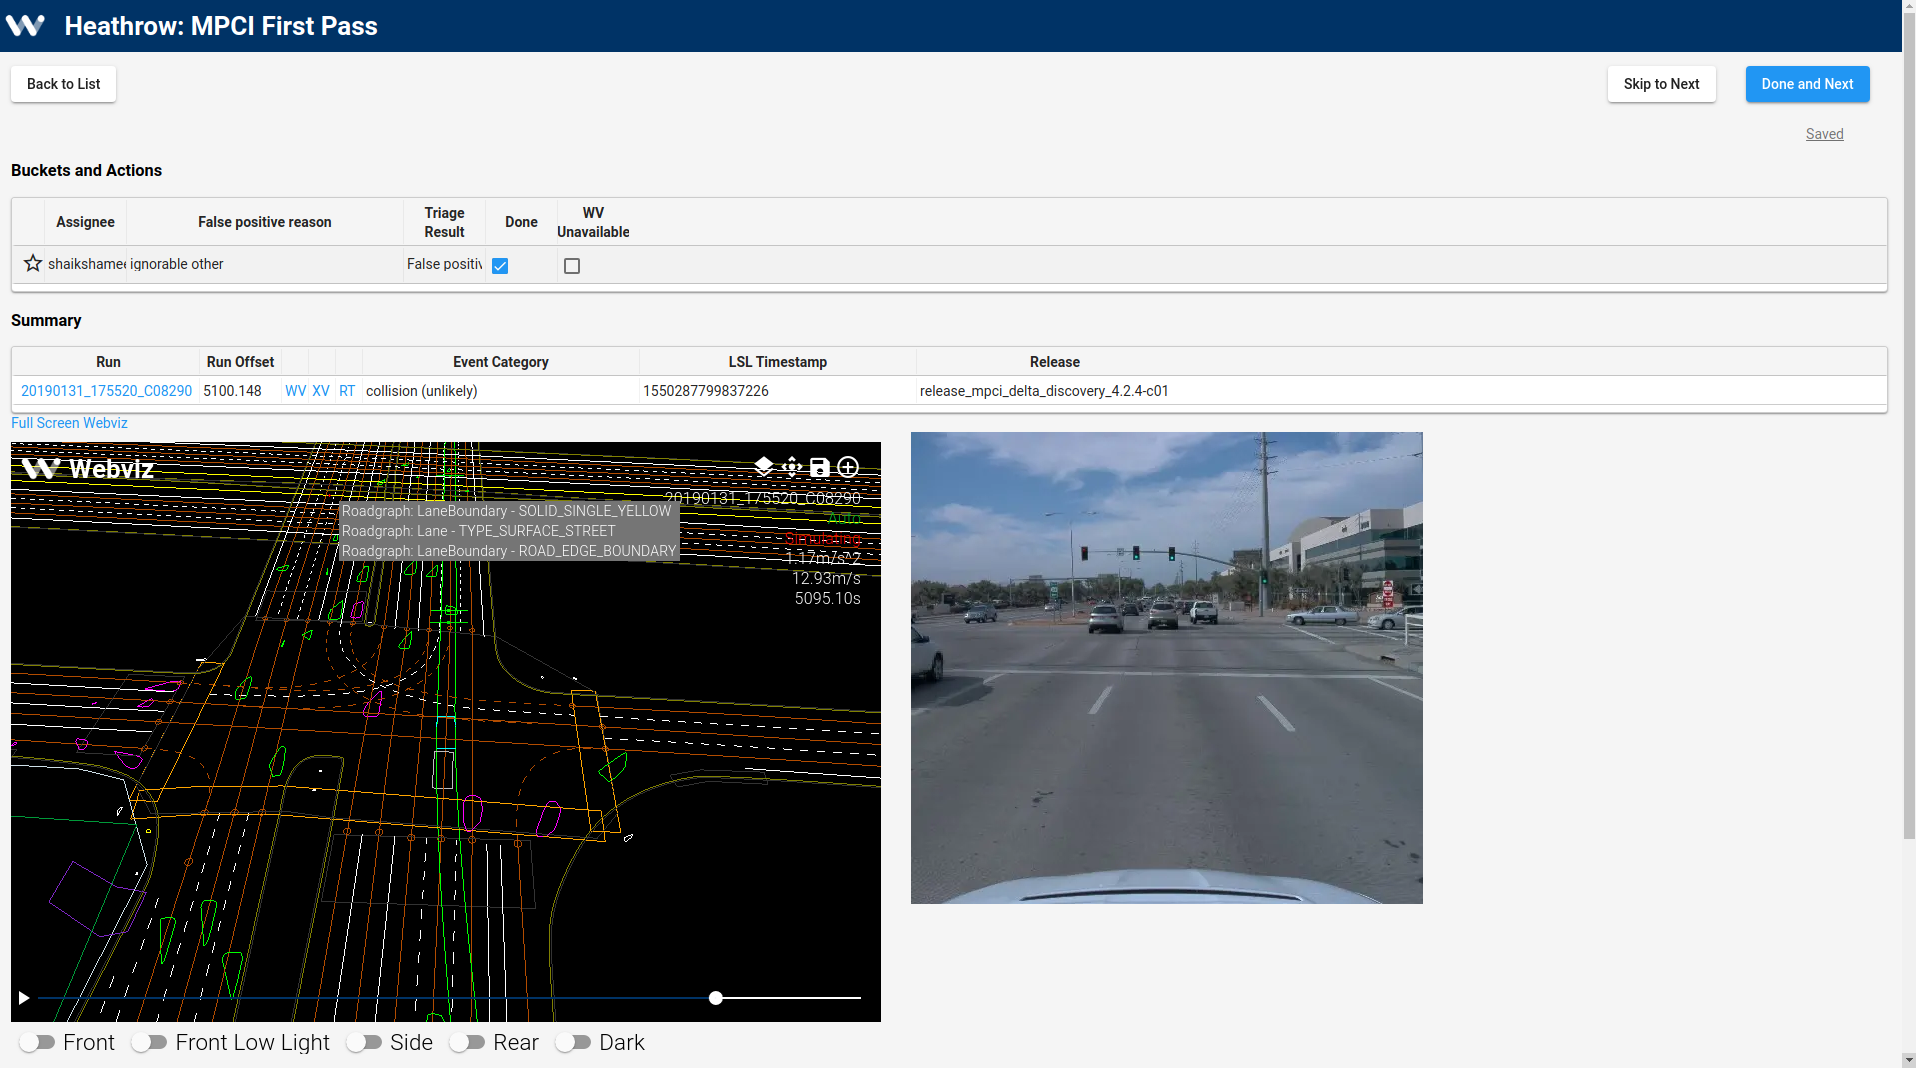 Heathrow: MPCI First Pass
Back to List
Skip to Next
Done and Next
Saved
Buckets and Actions
Assignee
False positive reason
Triage Result
Done
WV Unavailable
shaikshamee
ignorable other
False positiv
Summary
Run
Run Offset
Event Category
LSL Timestamp
Release
20190131_175520_C08290
5100.148
WV
XV
RT
collision (unlikely)
1550287799837226
release_mpci_delta_discovery_4.2.4-c01
Full Screen Webviz
Webviz
20190131_175520_C08290
Roadgraph: LaneBoundary - SOLID_SINGLE_YELLOW
Auto
Roadgraph: Lane - TYPE_SURFACE_STREET
Simulating
Roadgraph: LaneBoundary - ROAD_EDGE_BOUNDARY
1.17m/s^2
12.93m/s
5095.10s
Front
Front Low Light
Side
Rear
Dark